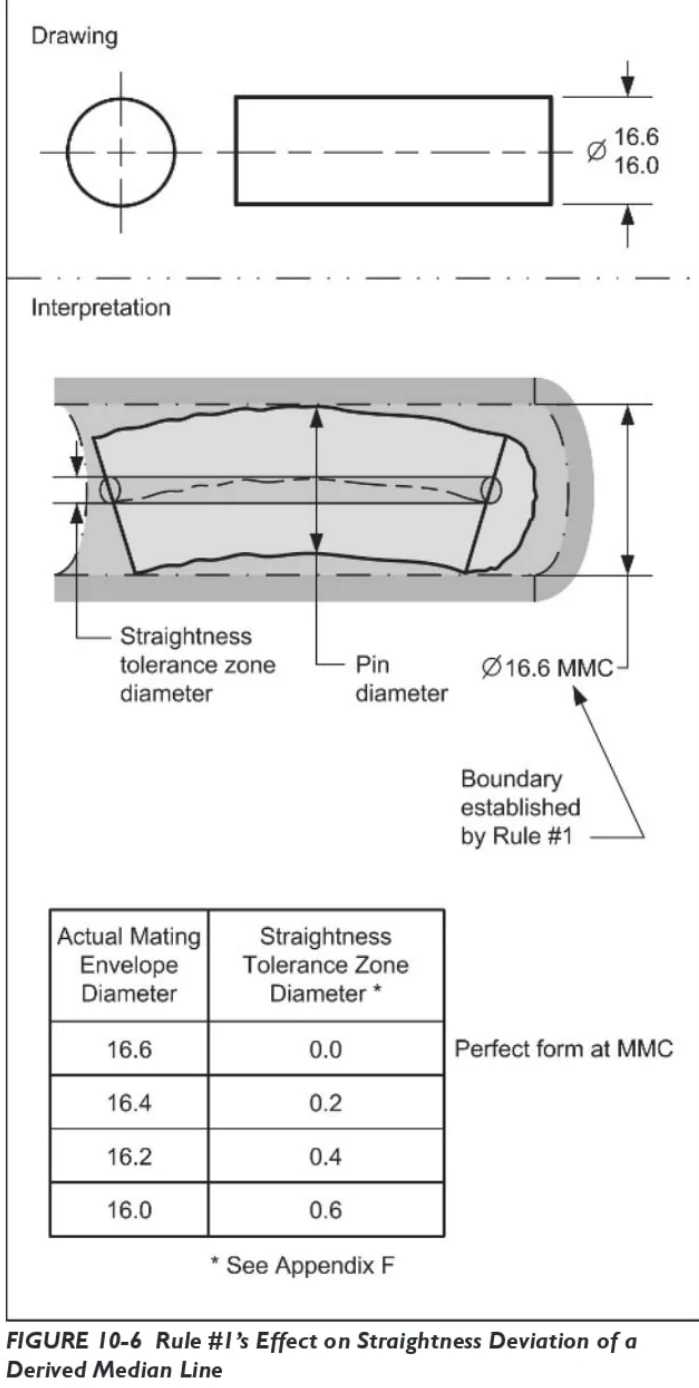 Drawing
⌀ 16.6
16.0
Interpretation
Straightness
tolerance zone
diameter
Pin
diameter
⌀16.6 MMC
Boundary
established
by Rule #1
Actual Mating
Envelope
Diameter
Straightness
Tolerance Zone
Diameter *
16.6
0.0
Perfect form at MMC
16.4
0.2
16.2
0.4
16.0
0.6
* See Appendix F
FIGURE 10-6 Rule #1's Effect on Straightness Deviation of a
Derived Median Line